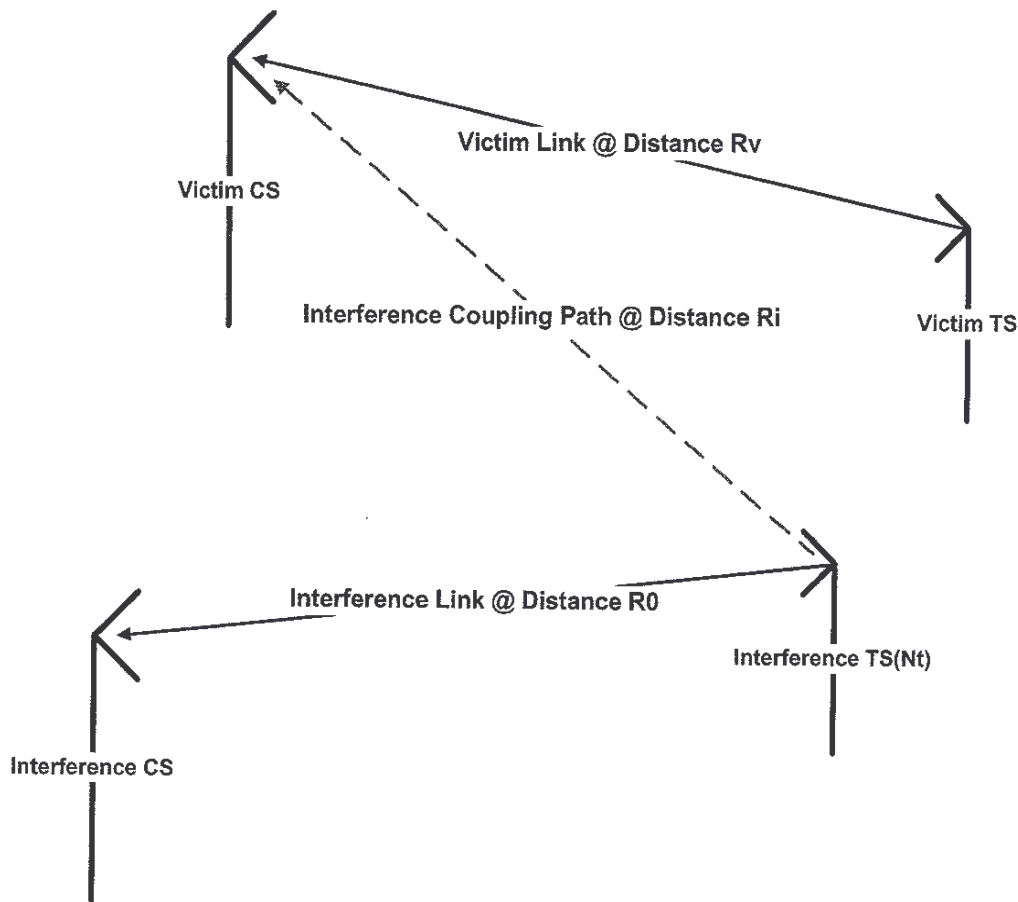 Victim Link @ Distance Rv
Victim CS
Interference Coupling Path @ Distance Ri
Victim TS
Interference Link @ Distance R0
Interference TS(Nt)
Interference CS